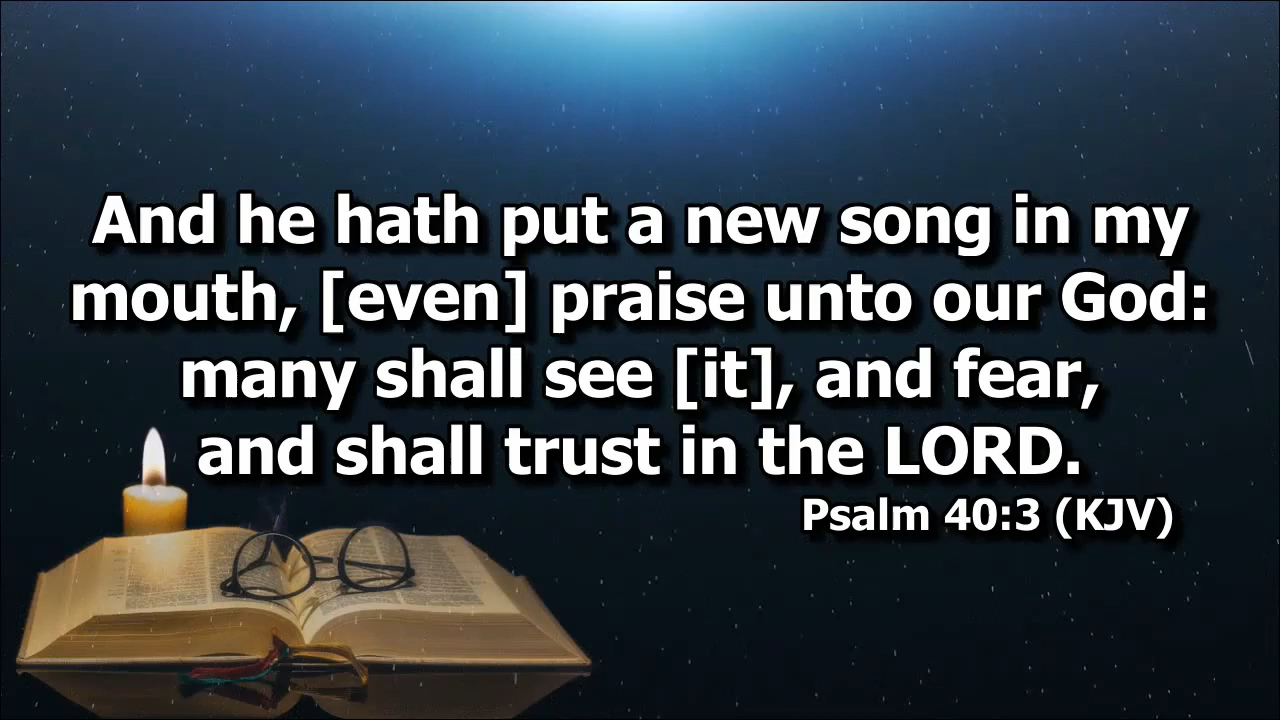 And he hath put a new song in my
mouth, [even] praise unto our God:
many shall see [it], and fear,
and shall trust in the LORD.
Psalm 40:3 (KJV)